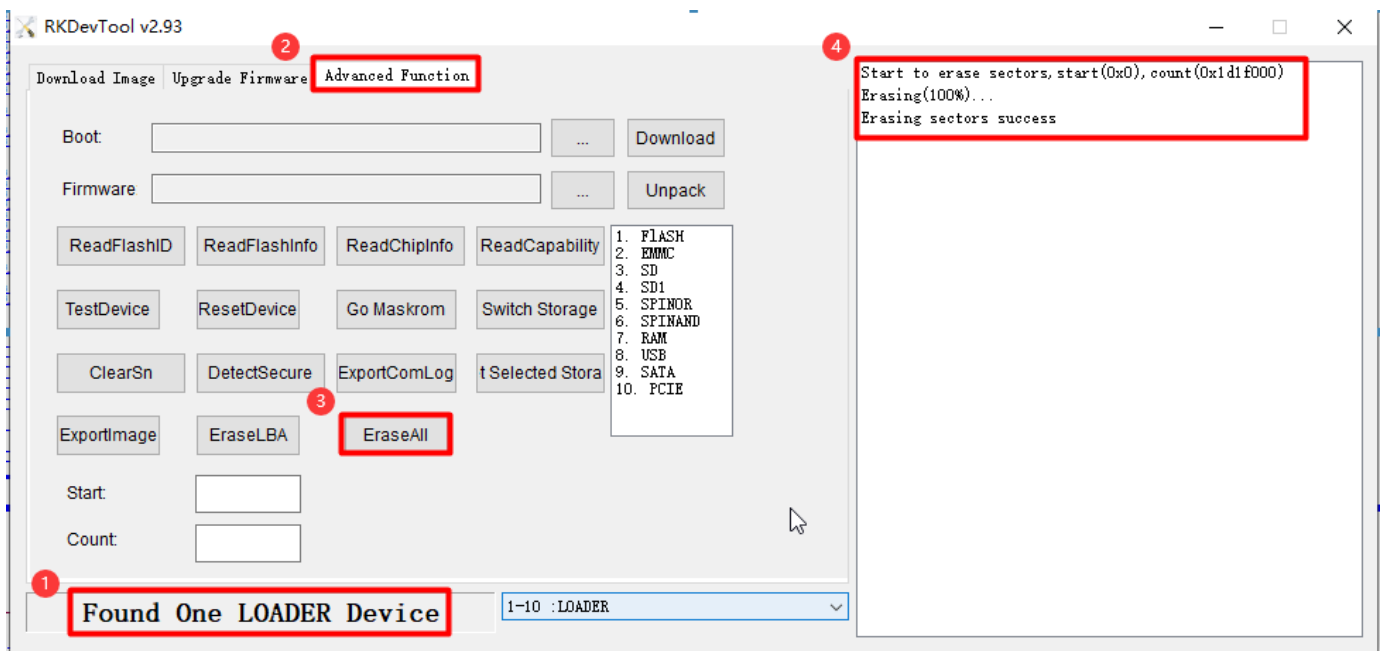 RKDevTool v2.93
2
4
Download Image
Upgrade Firmware
Advanced Function
Start to erase sectors,start(0x0),count(0x1d1f000)
Erasing(100%)...
Erasing sectors success
Boot:
...
Download
Firmware
...
Unpack
ReadFlashID
ReadFlashInfo
ReadChipInfo
ReadCapability
TestDevice
ResetDevice
Go Maskrom
Switch Storage
ClearSn
DetectSecure
ExportComLog
t Selected Stora
3
ExportImage
EraseLBA
EraseAll
1. FlASH
2. EMMC
3. SD
4. SD1
5. SPINOR
6. SPINAND
7. RAM
8. USB
9. SATA
10. PCIE
Start:
Count:
1
Found One LOADER Device
1-10 :LOADER